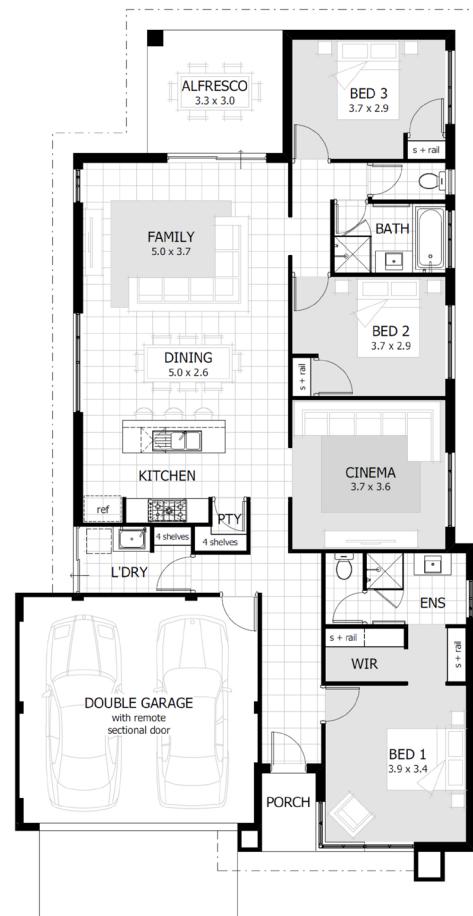 ALFRESCO
3.3 x 3.0
BED 3
3.7 x 2.9
s + rail
BATH
FAMILY
5.0 x 3.7
BED 2
3.7 x 2.9
s + rail
DINING
5.0 x 2.6
KITCHEN
CINEMA
3.7 x 3.6
ref
PTY
4 shelves
4 shelves
L'DRY
ENS
s + rail
s + rail
WIR
DOUBLE GARAGE
with remote
sectional door
BED 1
3.9 x 3.4
PORCH